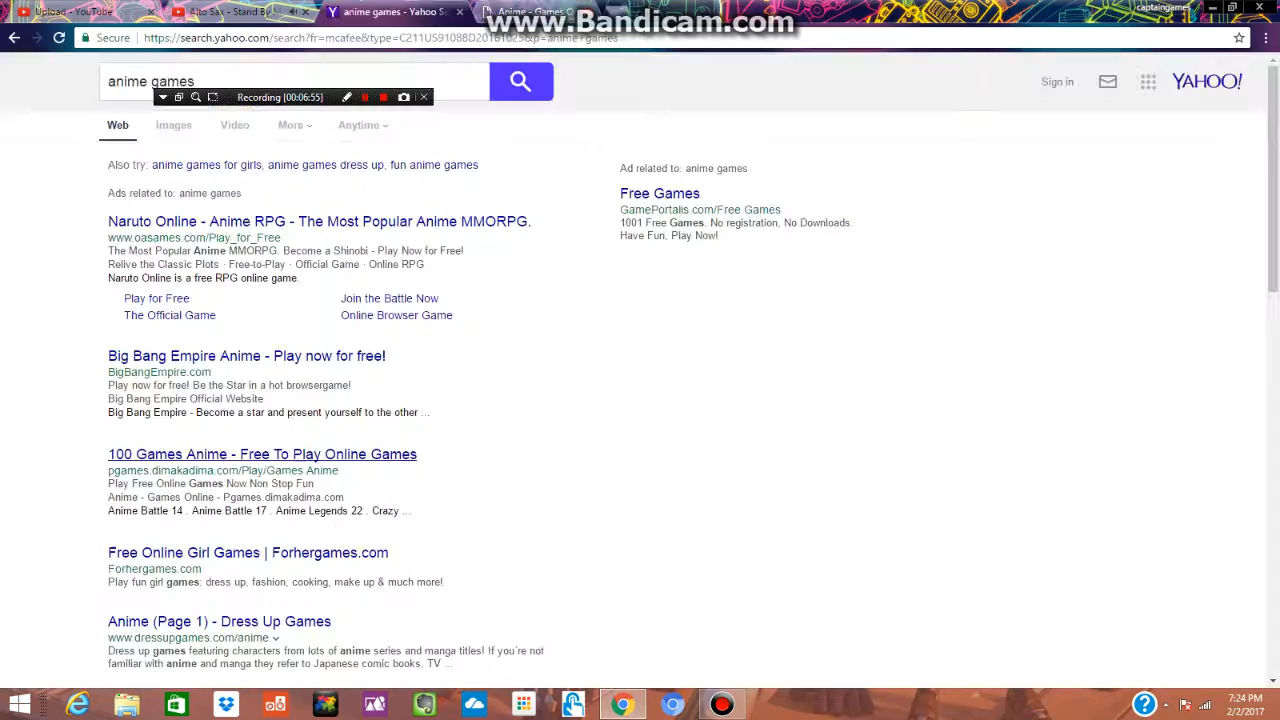 Upload - YouTube
Alto Sax - Stand By
anime games - Yahoo S
Anime - Games O
captaingames
www.Bandicam.com
Secure
https://search.yahoo.com/search?fr=mcafee&type=
anime games
Sign in
YAHOO!
Recording [00:06:55]
Web Images Video More Anytime
Also try: anime games for girls, anime games dress up, fun anime games
Ads related to: anime games
Naruto Online - Anime RPG - The Most Popular Anime MMORPG.
www.oasames.com/Play_for_Free
The Most Popular Anime MMORPG. Become a Shinobi - Play Now for Free!
Relive the Classic Plots · Free-to-Play · Official Game · Online RPG
Naruto Online is a free RPG online game.
Play for Free
Join the Battle Now
The Official Game
Online Browser Game
Big Bang Empire Anime - Play now for free!
BigBangEmpire.com
Play now for free! Be the Star in a hot browsergame!
Big Bang Empire Official Website
Big Bang Empire - Become a star and present yourself to the other ...
100 Games Anime - Free To Play Online Games
pgames.dimakadima.com/Play/Games Anime
Play Free Online Games Now Non Stop Fun
Anime - Games Online - Pgames.dimakadima.com
Anime Battle 14 . Anime Battle 17 . Anime Legends 22 . Crazy ...
Free Online Girl Games | Forhergames.com
Forhergames.com
Play fun girl games: dress up, fashion, cooking, make up & much more!
Anime (Page 1) - Dress Up Games
www.dressupgames.com/anime
Dress up games featuring characters from lots of anime series and manga titles! If you're not
familiar with anime and manga they refer to Japanese comic books. TV ...
Ad related to: anime games
Free Games
GamePortalis.com/Free Games
1001 Free Games. No registration, No Downloads.
Have Fun, Play Now!
7:24 PM
2/2/2017